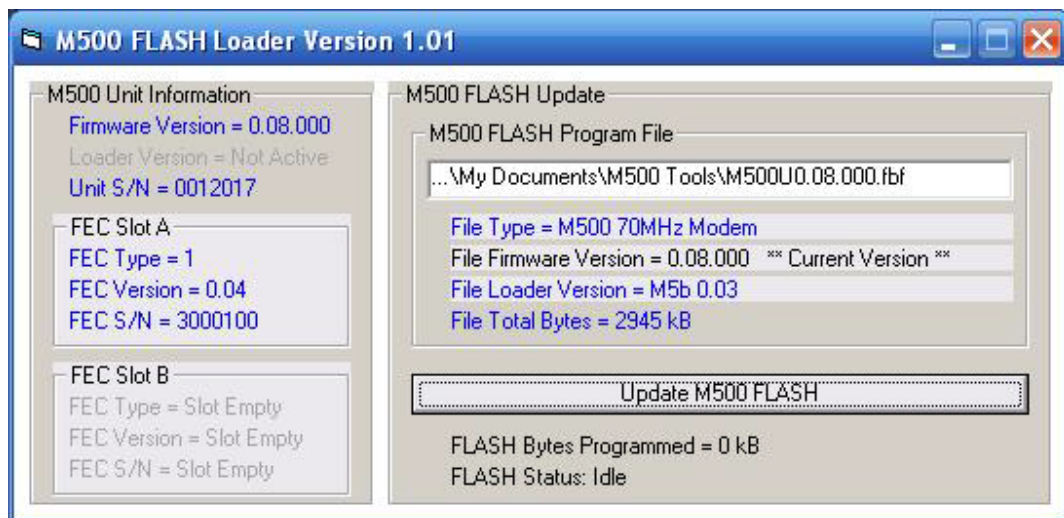 M500 FLASH Loader Version 1.01
M500 Unit Information
Firmware Version = 0.08.000
Loader Version = Not Active
Unit S/N = 0012017
FEC Slot A
FEC Type = 1
FEC Version = 0.04
FEC S/N = 3000100
FEC Slot B
FEC Type = Slot Empty
FEC Version = Slot Empty
FEC S/N = Slot Empty
M500 FLASH Update
M500 FLASH Program File
...\My Documents\M500 Tools\M500U0.08.000.fbf
File Type = M500 70MHz Modem
File Firmware Version = 0.08.000 ** Current Version **
File Loader Version = M5b 0.03
File Total Bytes = 2945 kB
Update M500 FLASH
FLASH Bytes Programmed = 0 kB
FLASH Status: Idle